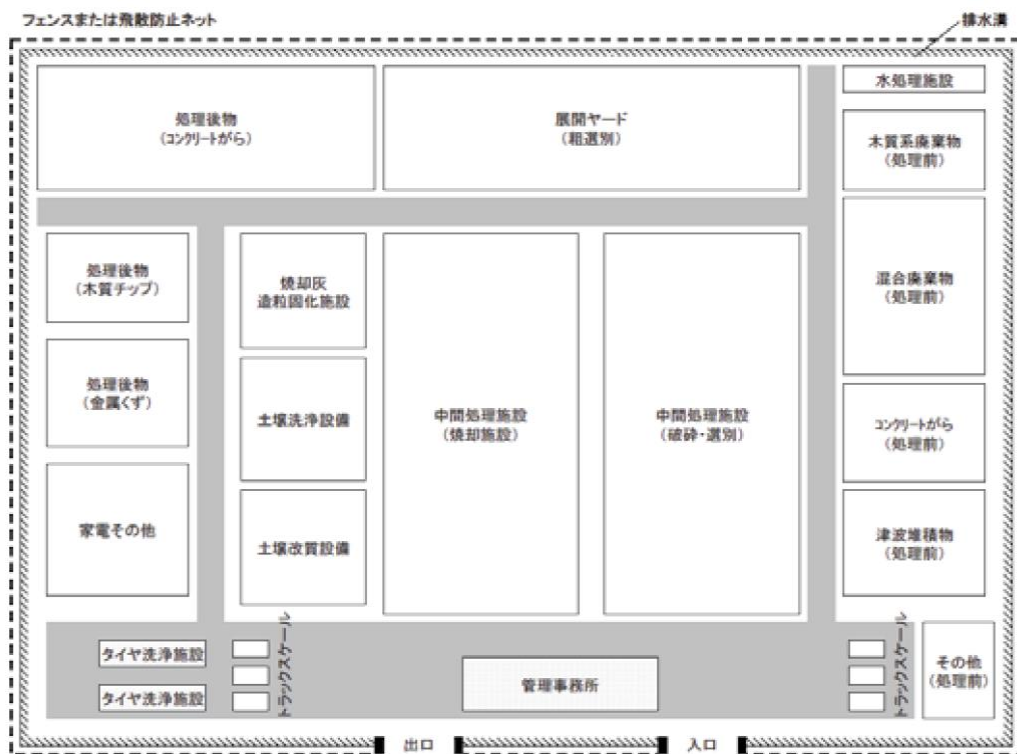 フェンスまたは飛散防止ネット
排水溝
処理後物
(コンクリートがら)
展開ヤード
(粗選別)
水処理施設
木質系廃棄物
(処理前)
処理後物
(木質チップ)
焼却灰
造粒固化施設
混合廃棄物
(処理前)
処理後物
(金属くず)
土壌洗浄設備
中間処理施設
(焼却施設)
中間処理施設
(破砕・選別)
コンクリートがら
(処理前)
家電その他
土壌改質設備
津波堆積物
(処理前)
タイヤ洗浄施設
タイヤ洗浄施設
トラックスケール
管理事務所
トラックスケール
その他
(処理前)
出口
入口